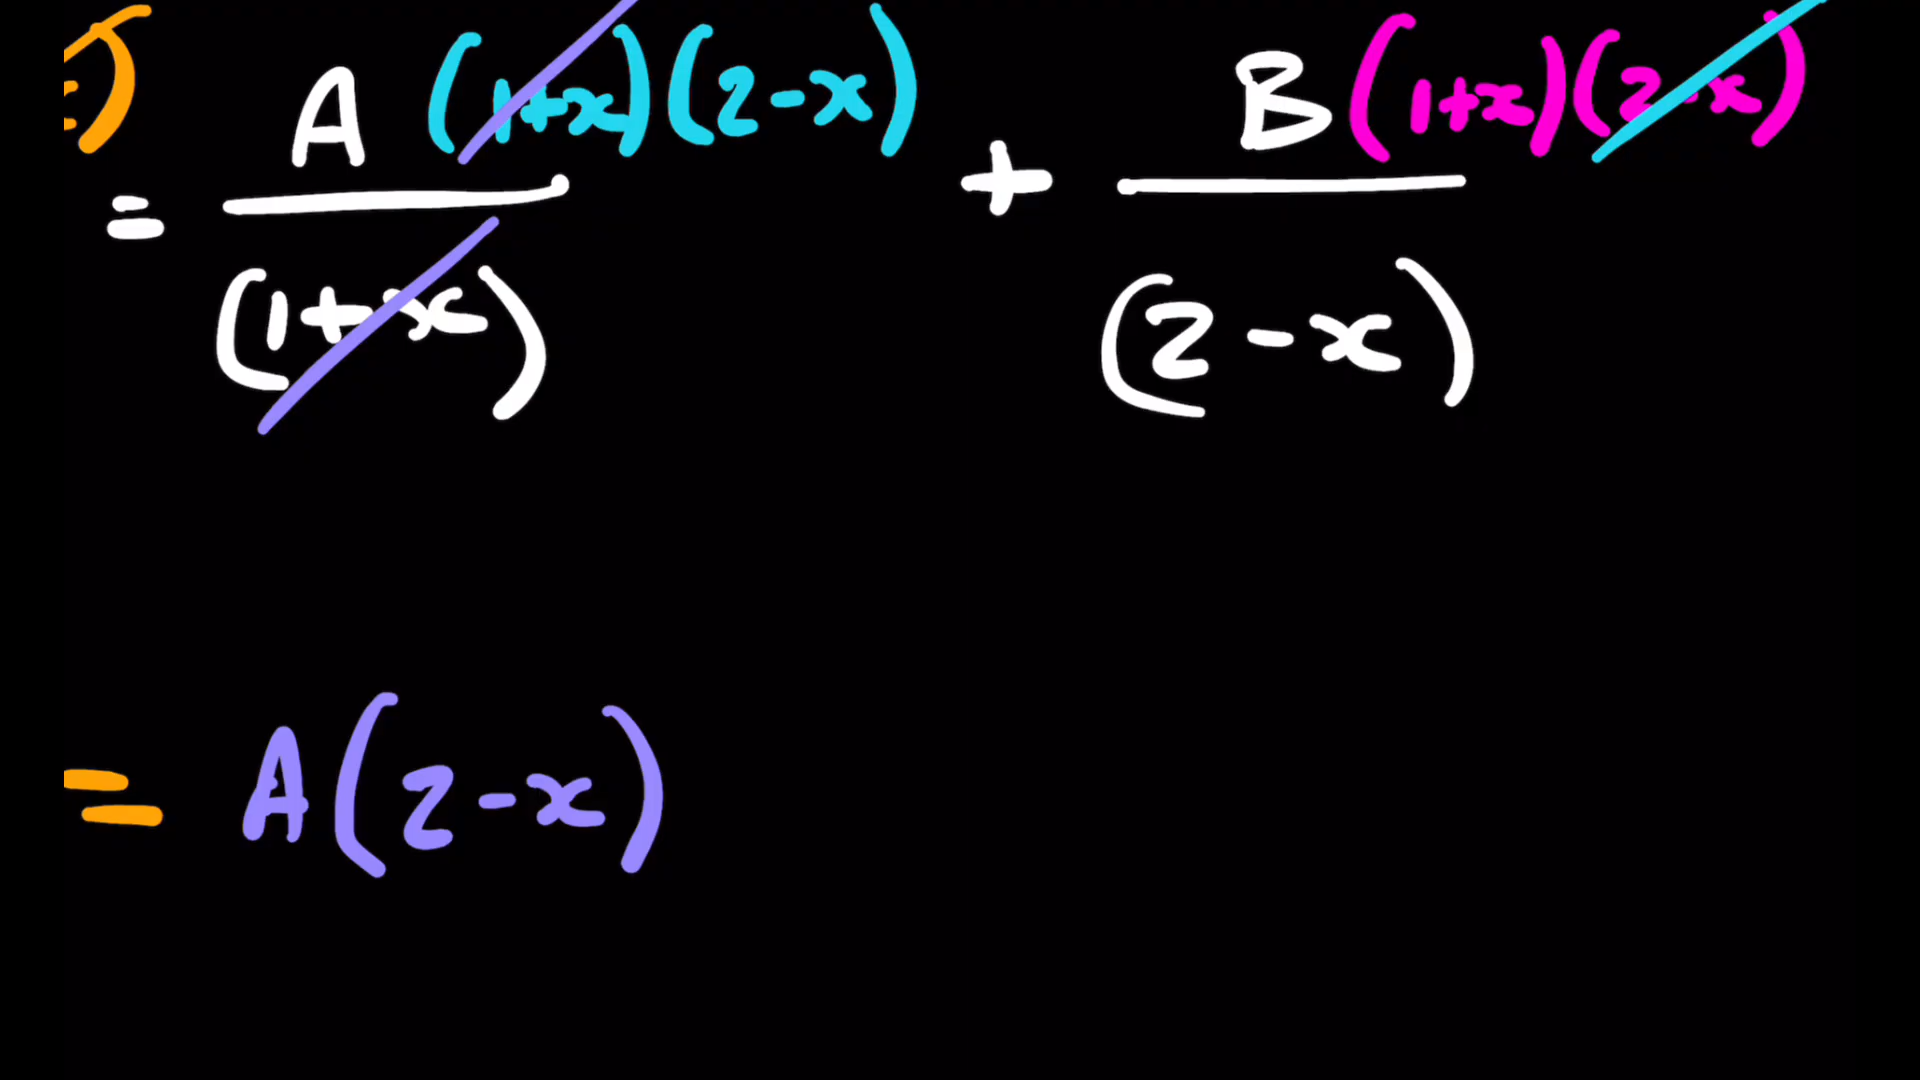 ) = A (1+x)(2-x) / (1+x) + B(1+x)(2-x) / (2-x)
= A(2-x)